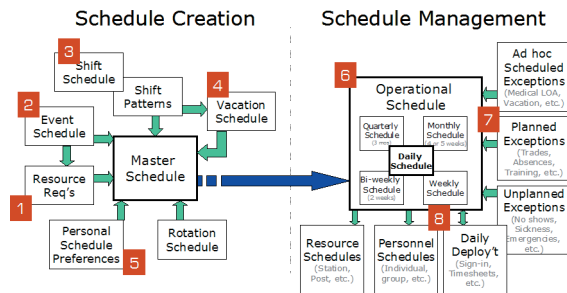 Schedule Creation
Schedule Management
3
Shift
Schedule
Shift
Patterns
4
Vacation
Schedule
2
Event
Schedule
Master
Schedule
Resource
Req's
1
Personal
Schedule
Preferences
5
Rotation
Schedule
6
Operational
Schedule
Quarterly
Schedule
(3 mon)
Monthly
Schedule
(4 or 5 weeks)
Daily
Schedule
Bi-weekly
Schedule
(2 weeks)
Weekly
Schedule
7
Ad hoc
Scheduled
Exceptions
(Medical LOA,
Vacation, etc.)
Planned
Exceptions
(Trades,
Absences,
Training, etc.)
Unplanned
Exceptions
(No shows,
Sickness,
Emergencies,
etc.)
8
Resource
Schedules
(Station,
Post, etc.)
Personnel
Schedules
(Individual,
group, etc.)
Daily
Deploy't
(Sign-in,
Timesheets,
etc.)